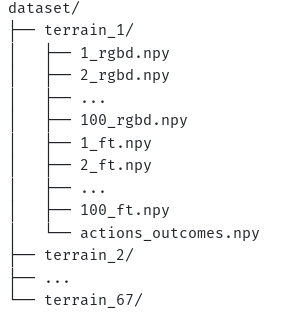 dataset/
├── terrain_1/
│   ├── 1_rgbd.npy
│   ├── 2_rgbd.npy
│   ├── ...
│   ├── 100_rgbd.npy
│   ├── 1_ft.npy
│   ├── 2_ft.npy
│   ├── ...
│   ├── 100_ft.npy
│   └── actions_outcomes.npy
├── terrain_2/
├── ...
└── terrain_67/